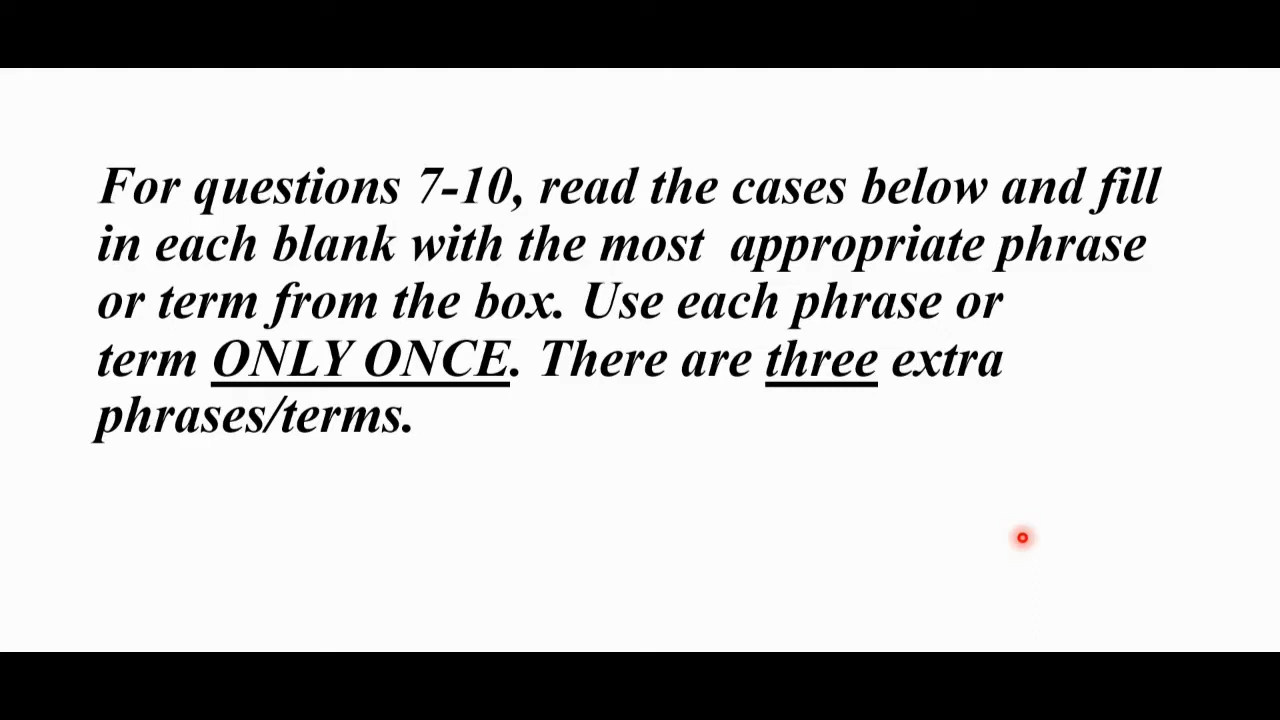 For questions 7-10, read the cases below and fill
in each blank with the most appropriate phrase
or term from the box. Use each phrase or
term ONLY ONCE. There are three extra
phrases/terms.